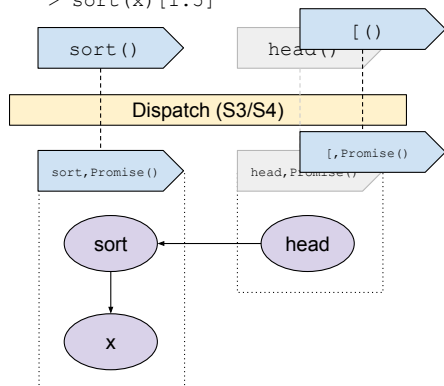 > sort(x)[1:5]
[()
sort()
head()
Dispatch (S3/S4)
[,Promise()
sort,Promise()
head,Promise()
sort
head
x